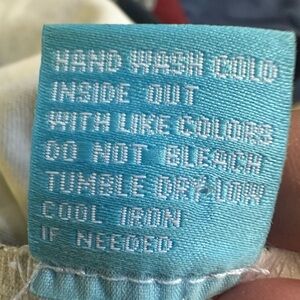 HAND WASH COLD
INSIDE OUT
WITH LIKE COLORS
DO NOT BLEACH
TUMBLE DRY LOW
COOL IRON
IF NEEDED